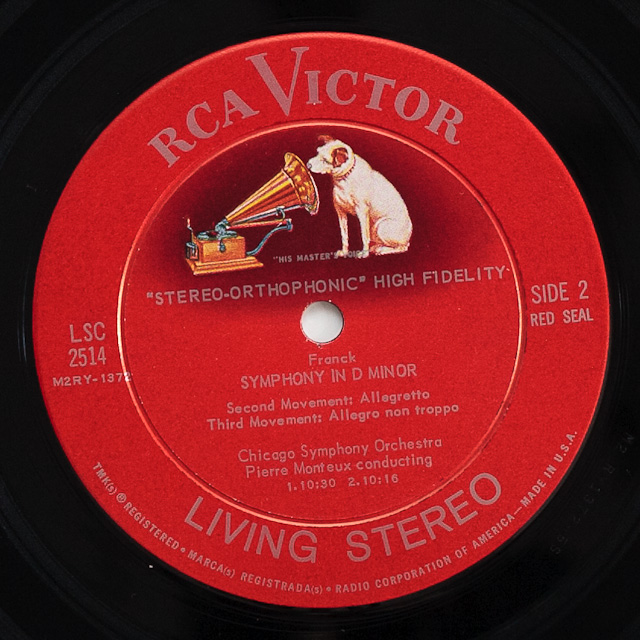 RCA VICTOR
"HIS MASTER'S VOICE"
"STEREO-ORTHOPHONIC" HIGH FIDELITY
LSC
2514
M2RY-1372
SIDE 2
RED SEAL
Franck
SYMPHONY IN D MINOR
Second Movement: Allegretto
Third Movement: Allegro non troppo
Chicago Symphony Orchestra
Pierre Monteux conducting
1.10:30 2.10:16
LIVING STEREO
TMK(s) ® REGISTERED • MARCA(s) REGISTRADA(s) • RADIO CORPORATION OF AMERICA—MADE IN U.S.A.